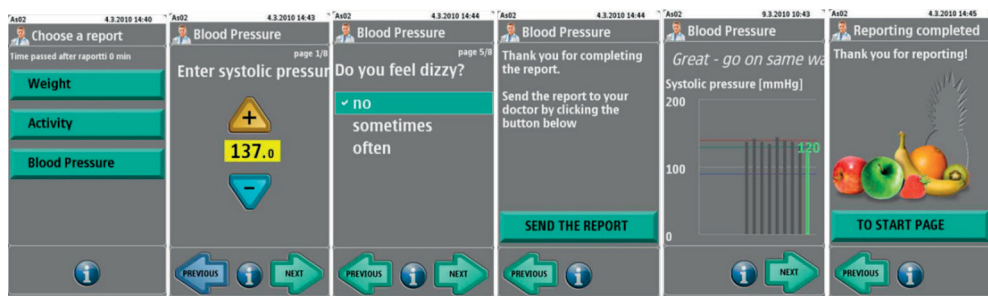 As02 4.3.2010 14:40
Choose a report
Time passed after raportti 0 min
Weight
Activity
Blood Pressure
As02 4.3.2010 14:43
Blood Pressure
page 1/8
Enter systolic pressur
+
137.0
−
PREVIOUS
NEXT
As02 4.3.2010 14:44
Blood Pressure
page 5/8
Do you feel dizzy?
no
sometimes
often
PREVIOUS
NEXT
As02 4.3.2010 14:44
Blood Pressure
Thank you for completing
the report.
Send the report to your
doctor by clicking the
button below
SEND THE REPORT
PREVIOUS
As02 9.3.2010 10:43
Blood Pressure
Great - go on same wa
Systolic pressure [mmHg]
200
120
100
0
NEXT
As02 4.3.2010 14:45
Reporting completed
Thank you for reporting!
TO START PAGE
PREVIOUS